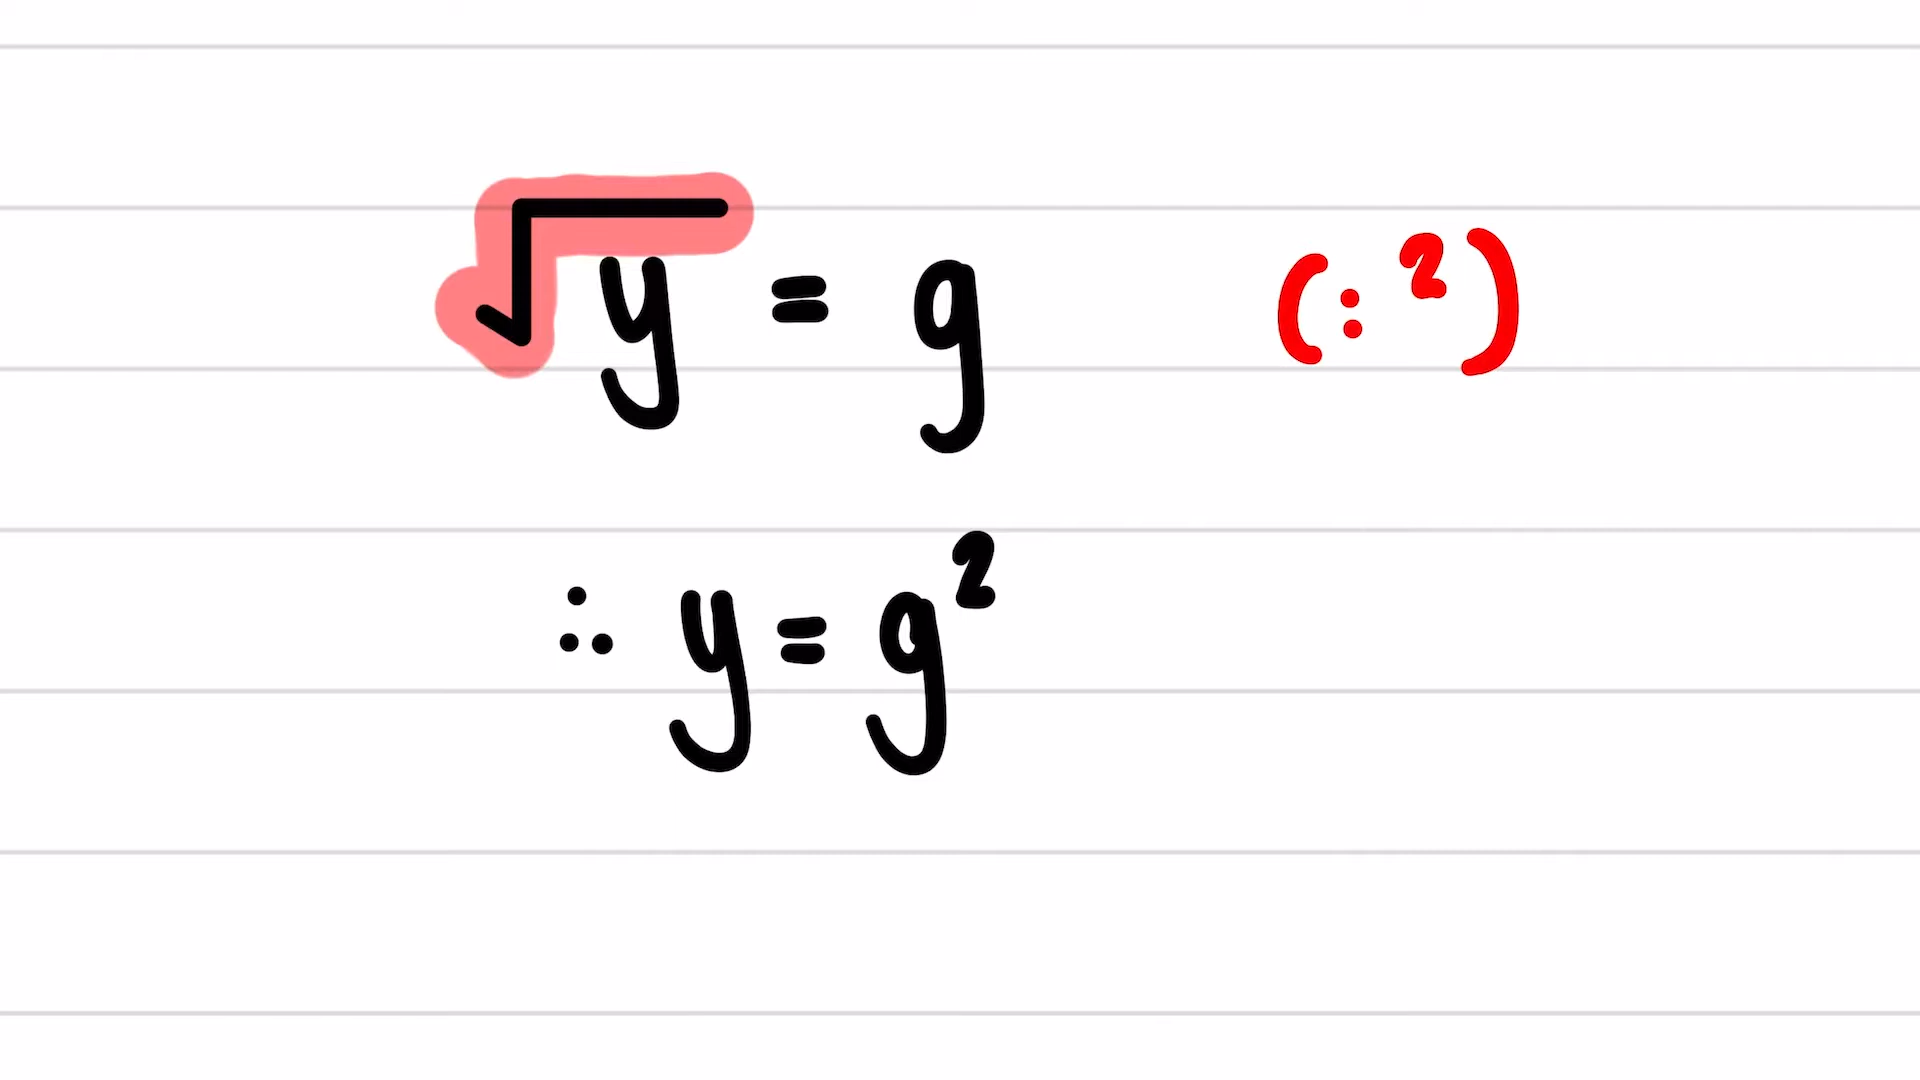 √y = g (:²)
∴ y = g²